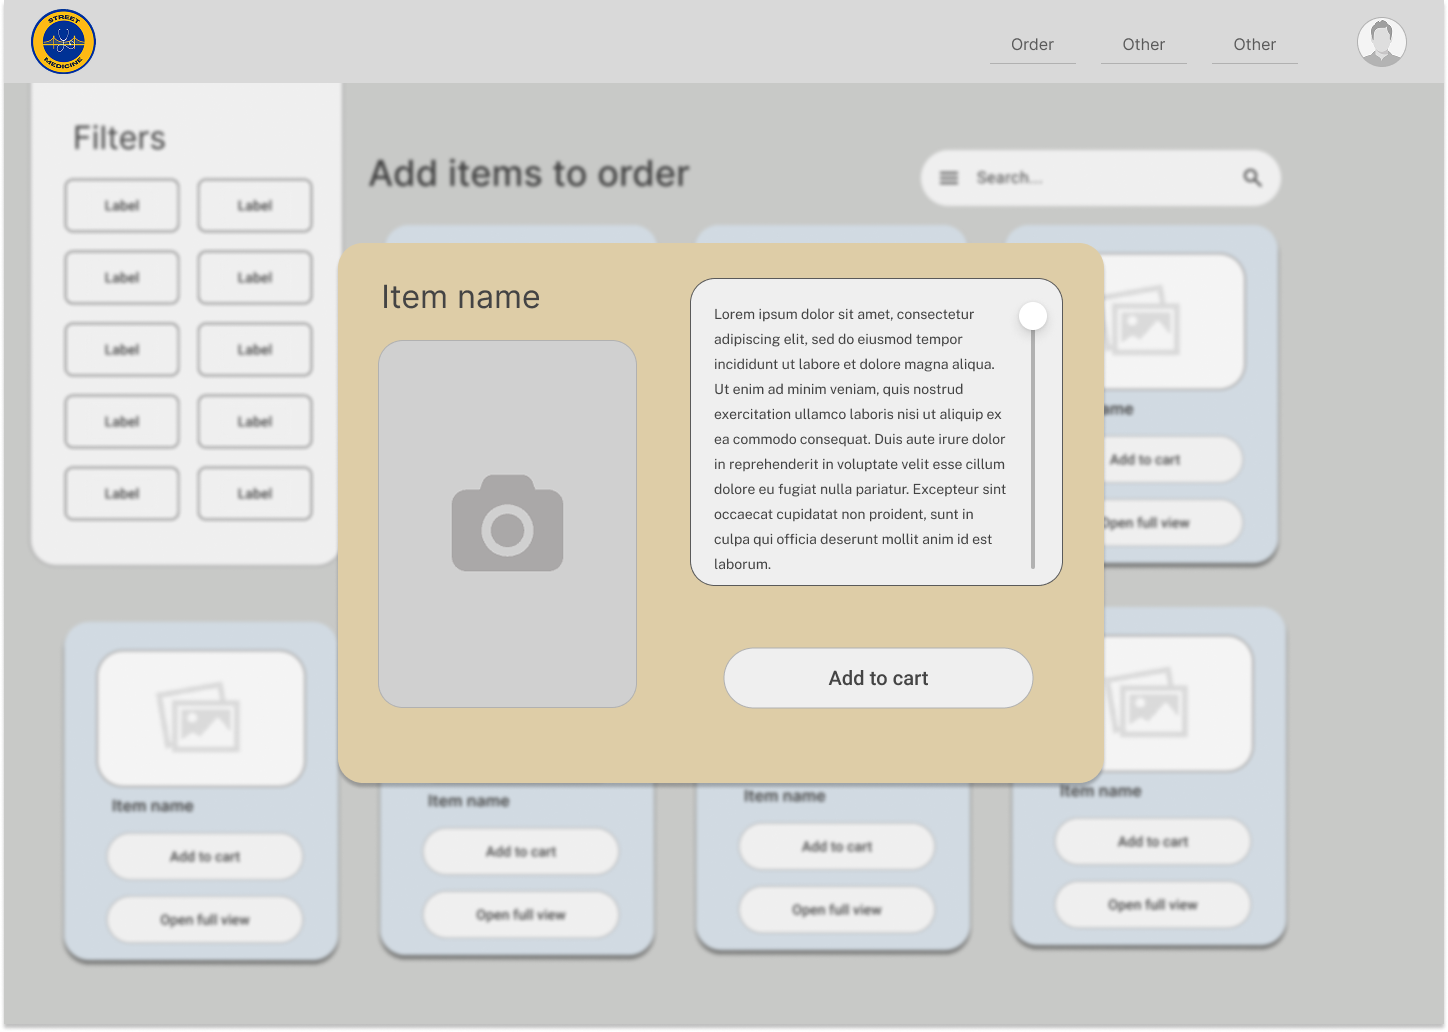 STREET
MEDICINE
Order
Other
Other
Filters
Label
Label
Label
Label
Label
Label
Label
Label
Label
Label
Add items to order
Search...
Item name
Lorem ipsum dolor sit amet, consectetur
adipiscing elit, sed do eiusmod tempor
incididunt ut labore et dolore magna aliqua.
Ut enim ad minim veniam, quis nostrud
exercitation ullamco laboris nisi ut aliquip ex
ea commodo consequat. Duis aute irure dolor
in reprehenderit in voluptate velit esse cillum
dolore eu fugiat nulla pariatur. Excepteur sint
occaecat cupidatat non proident, sunt in
culpa qui officia deserunt mollit anim id est
laborum.
Add to cart
ame
Add to cart
Open full view
Item name
Add to cart
Open full view
Item name
Add to cart
Open full view
Item name
Add to cart
Open full view
Item name
Add to cart
Open full view